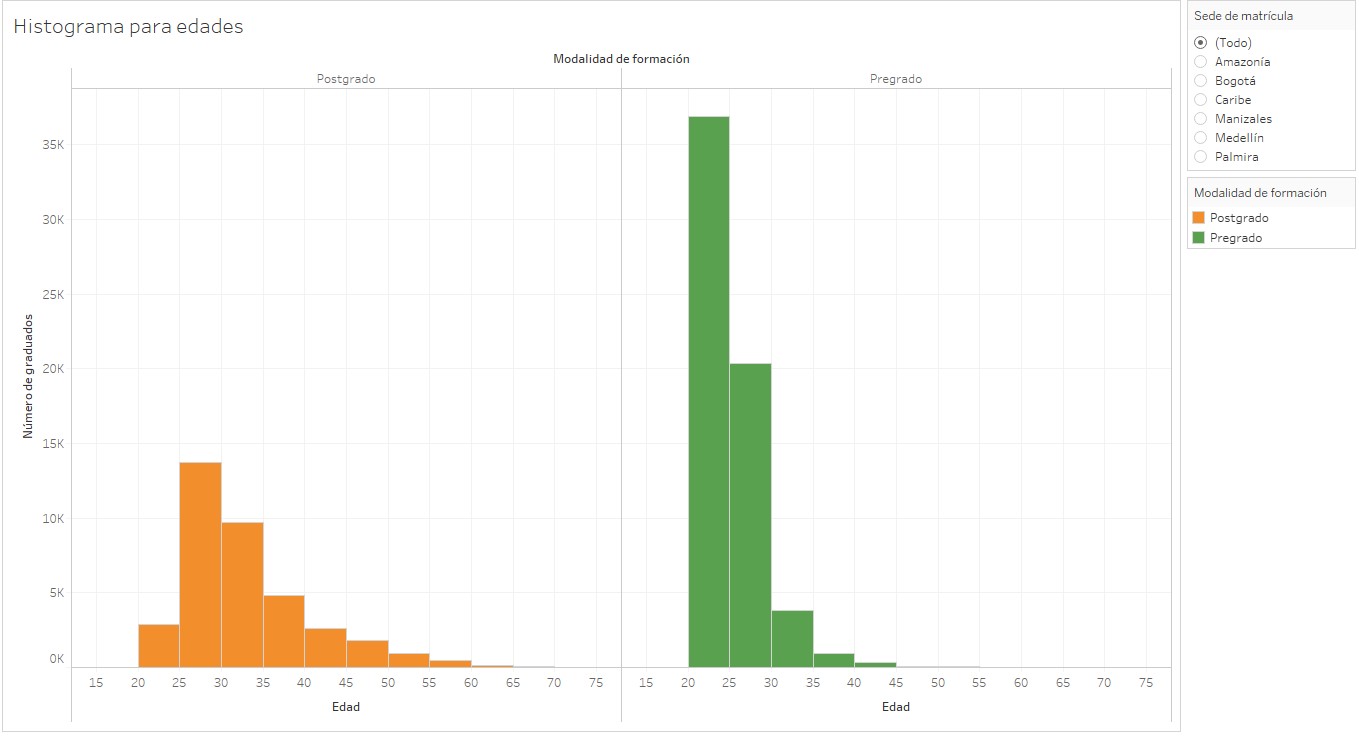 Histograma para edades
Modalidad de formación
Postgrado
Pregrado
Número de graduados
35K
30K
25K
20K
15K
10K
5K
0K
15 20 25 30 35 40 45 50 55 60 65 70 75
15 20 25 30 35 40 45 50 55 60 65 70 75
Edad
Edad
Sede de matrícula
(Todo)
Amazonía
Bogotá
Caribe
Manizales
Medellín
Palmira
Modalidad de formación
Postgrado
Pregrado